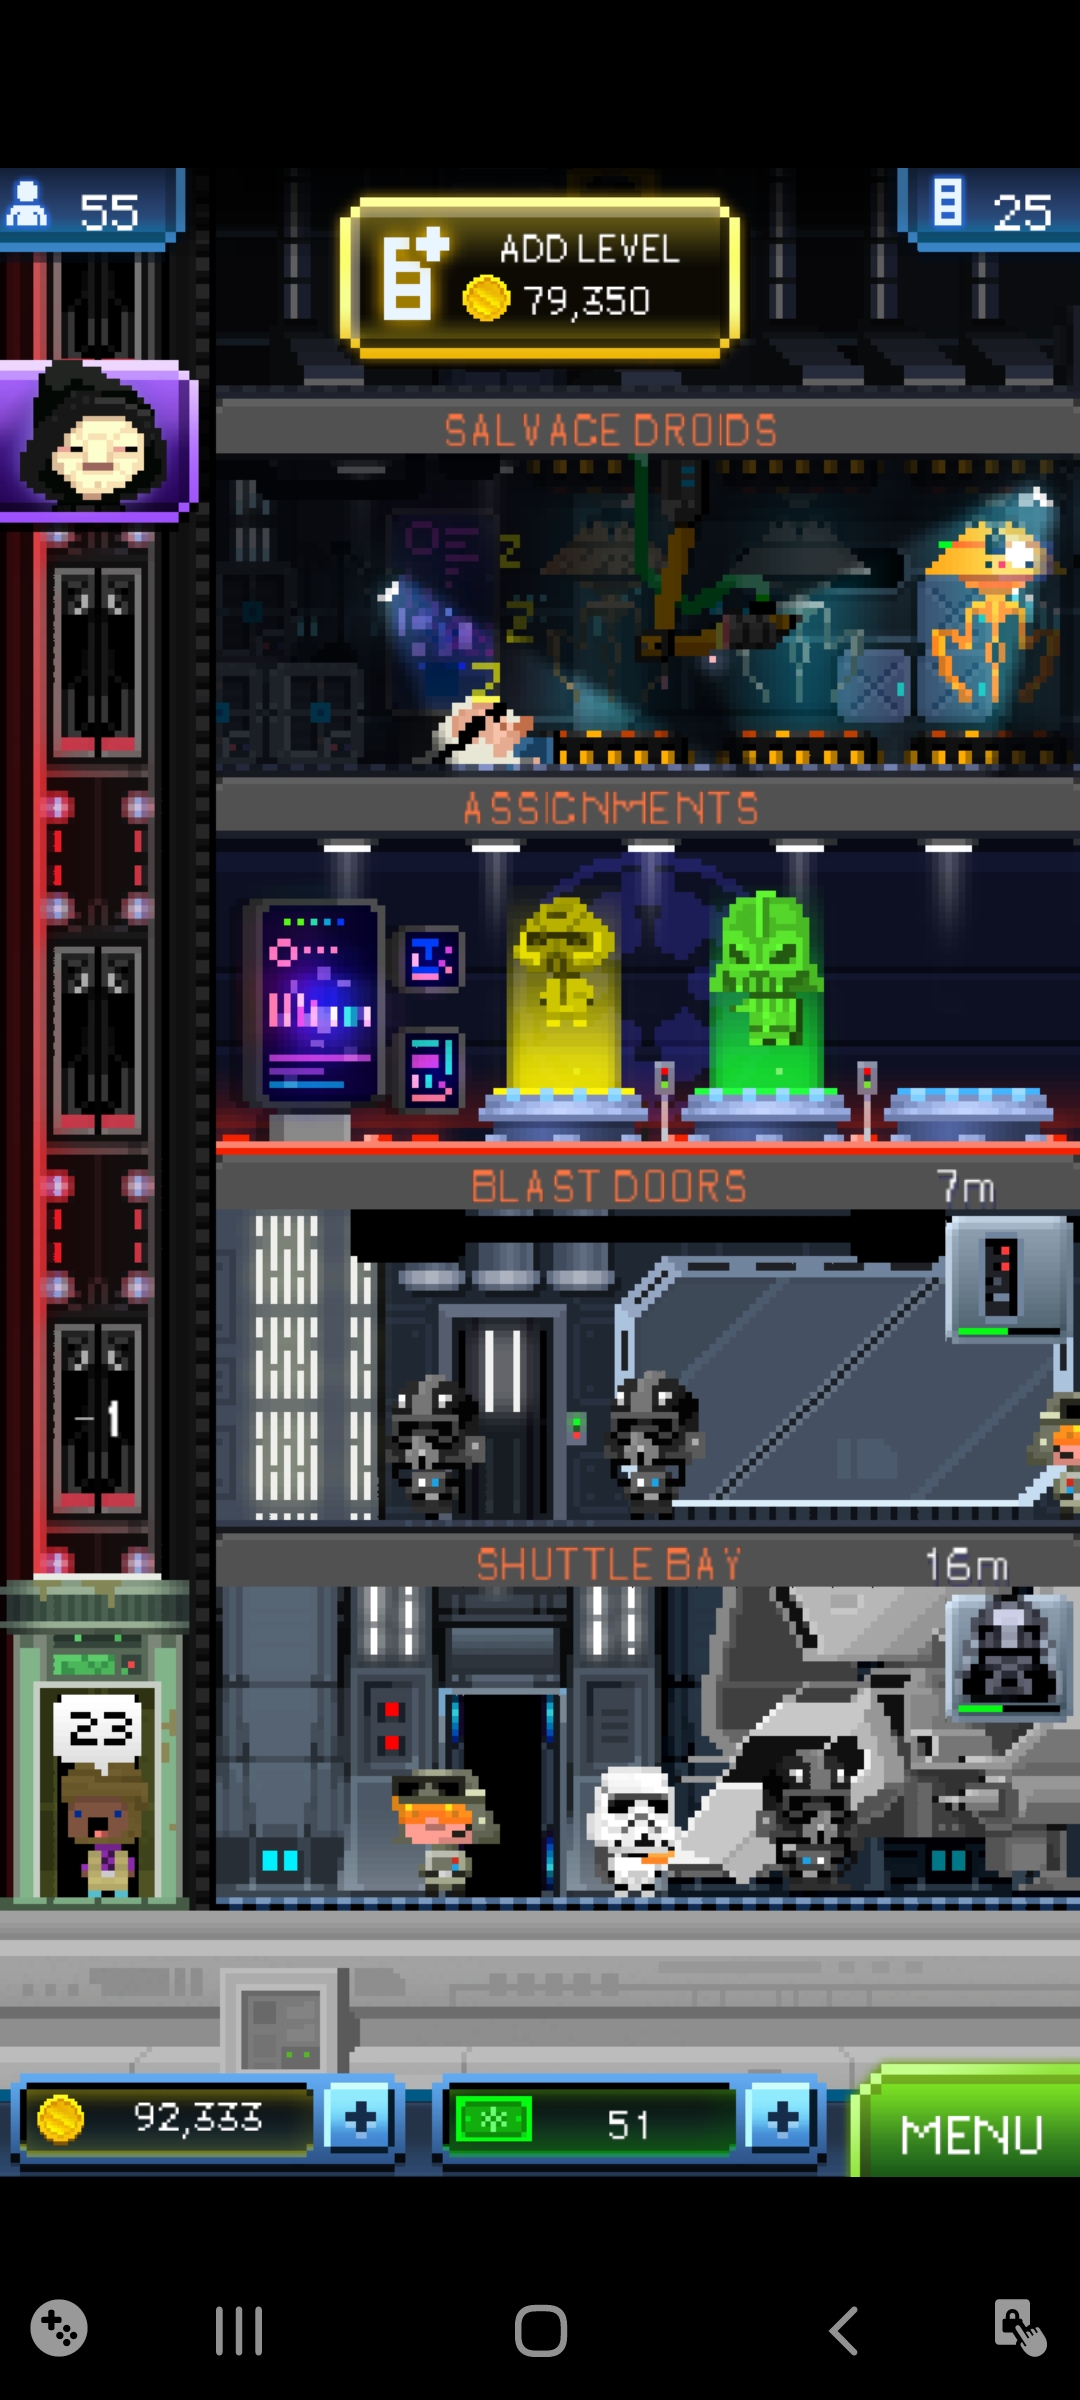 55
ADD LEVEL
79,350
25
SALVAGE DROIDS
Z
Z
Z
ASSIGNMENTS
BLAST DOORS 7m
-1
SHUTTLE BAY 16m
23
92,333 +
51 +
MENU